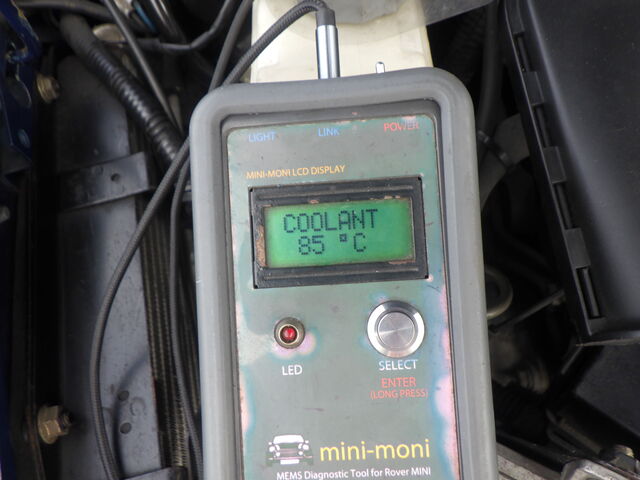 LIGHT LINK POWER
MINI-MONI LCD DISPLAY
COOLANT
85 °C
LED SELECT
ENTER
(LONG PRESS)
mini-moni
MEMS Diagnostic Tool for Rover MINI